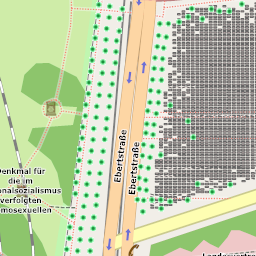 Ebertstraße
Ebertstraße
Denkmal für
die im
onalsozialismus
verfolgten
mosexuellen